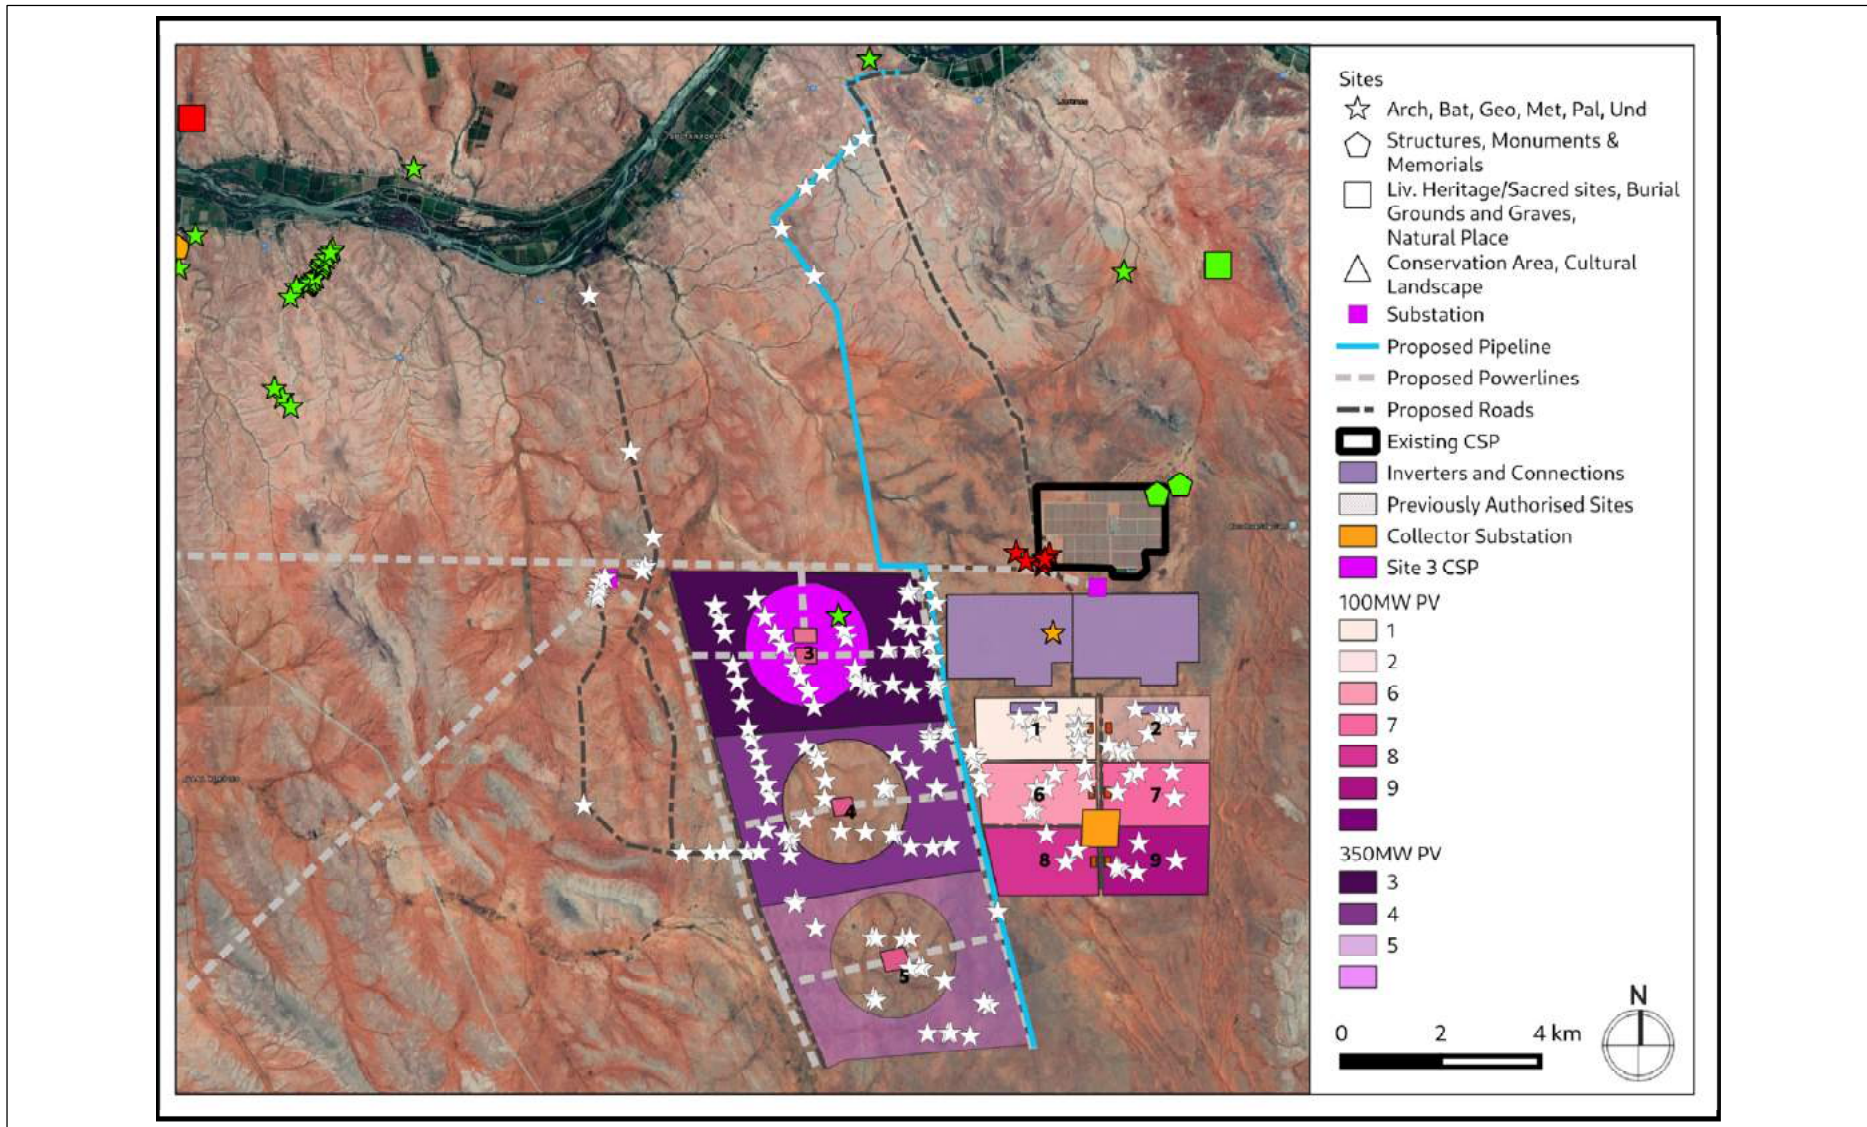 Sites
Arch, Bat, Geo, Met, Pal, Und
Structures, Monuments &
Memorials
Liv. Heritage/Sacred sites, Burial
Grounds and Graves,
Natural Place
Conservation Area, Cultural
Landscape
Substation
Proposed Pipeline
Proposed Powerlines
Proposed Roads
Existing CSP
Inverters and Connections
Previously Authorised Sites
Collector Substation
Site 3 CSP
100MW PV
1
2
6
7
8
9
350MW PV
3
4
5
N
0 2 4 km
3
1
2
6
7
4
8
9
5